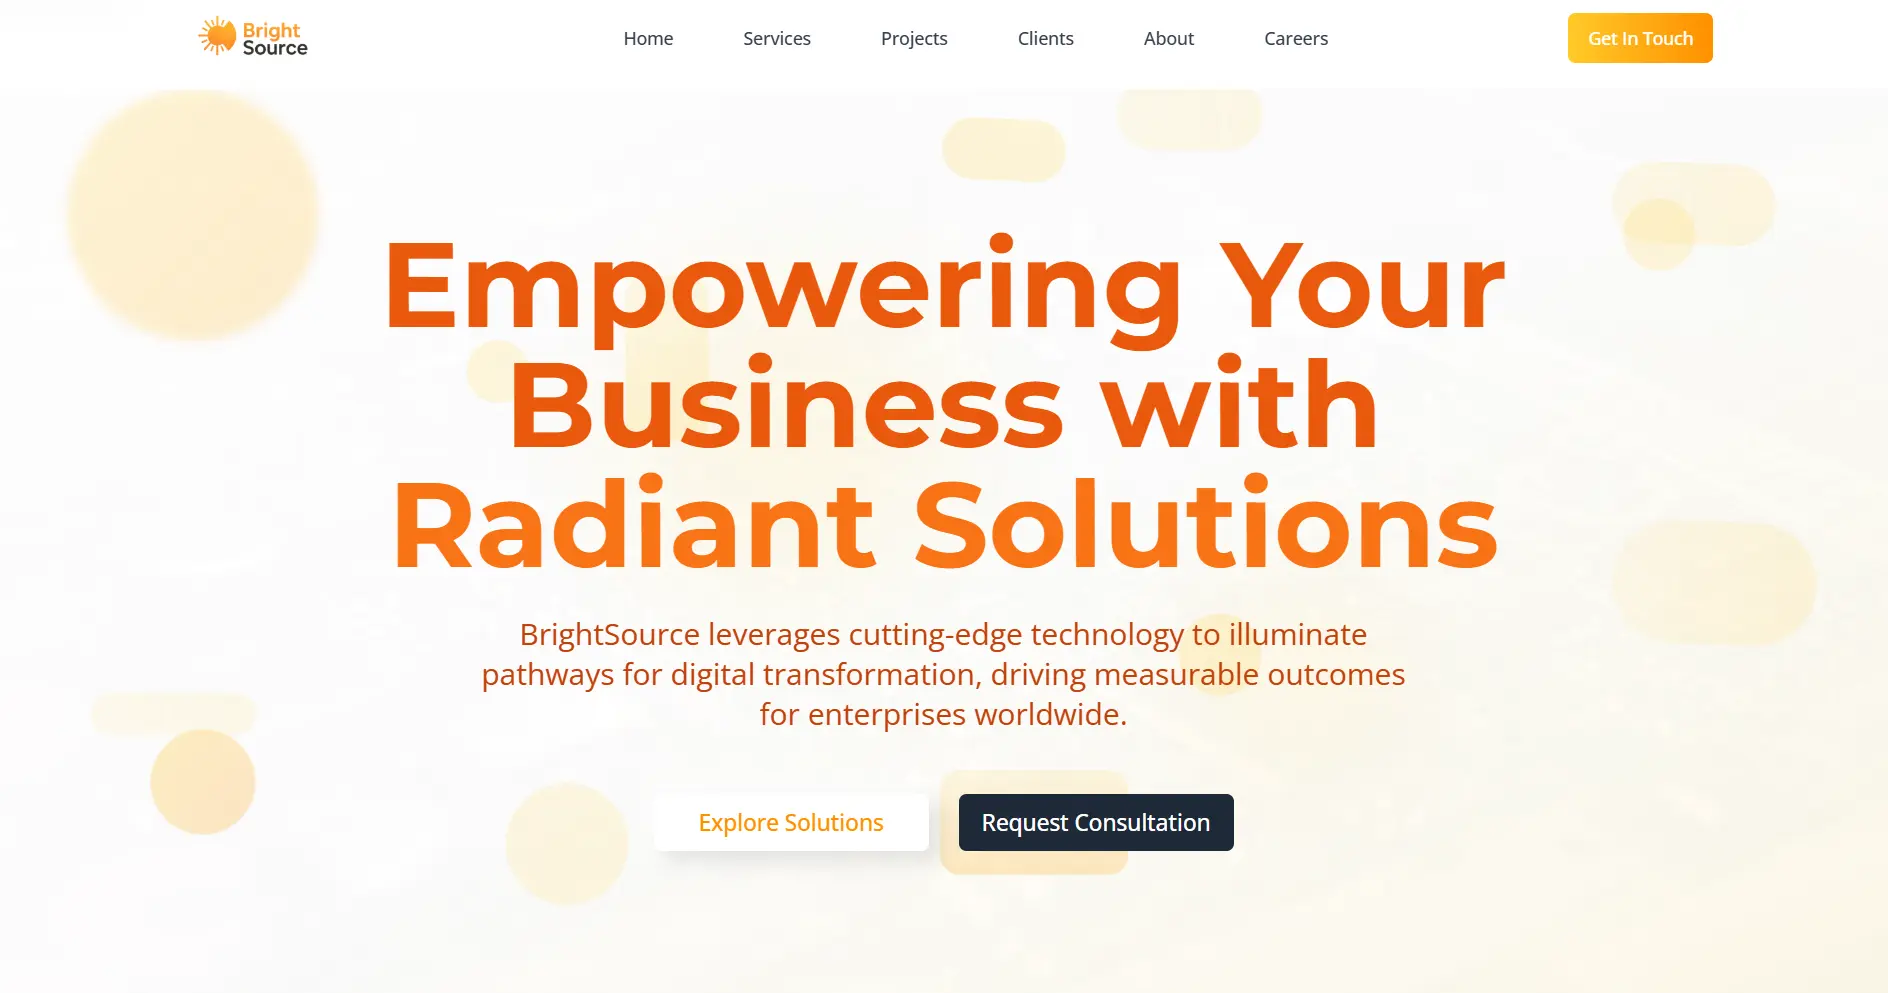 Bright
Source
Home
Services
Projects
Clients
About
Careers
Get In Touch
Empowering Your
Business with
Radiant Solutions
BrightSource leverages cutting-edge technology to illuminate
pathways for digital transformation, driving measurable outcomes
for enterprises worldwide.
Explore Solutions
Request Consultation